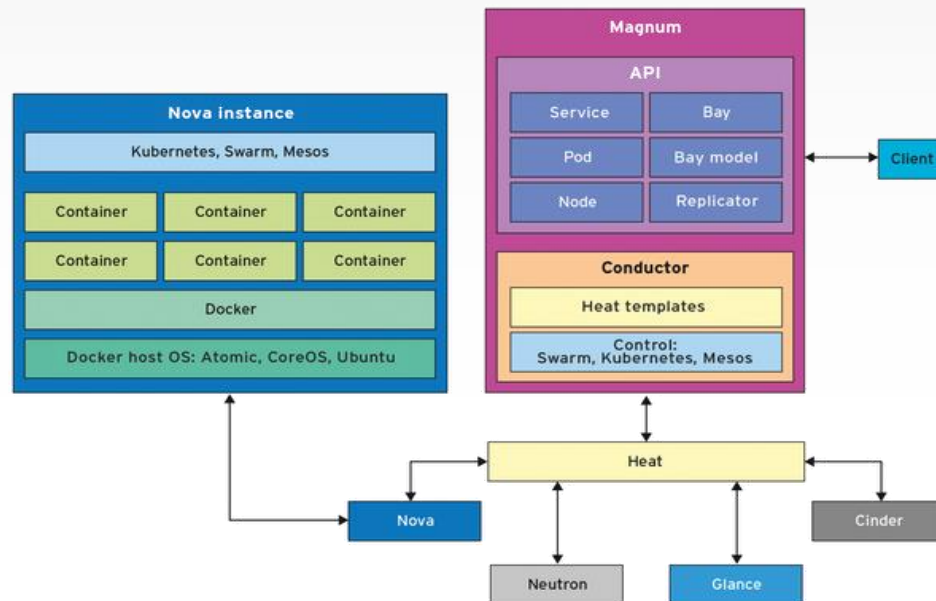 Nova instance
Kubernetes, Swarm, Mesos
Container
Container
Container
Container
Container
Container
Docker
Docker host OS: Atomic, CoreOS, Ubuntu
Magnum
API
Service
Bay
Pod
Bay model
Node
Replicator
Conductor
Heat templates
Control:
Swarm, Kubernetes, Mesos
Client
Heat
Nova
Cinder
Neutron
Glance